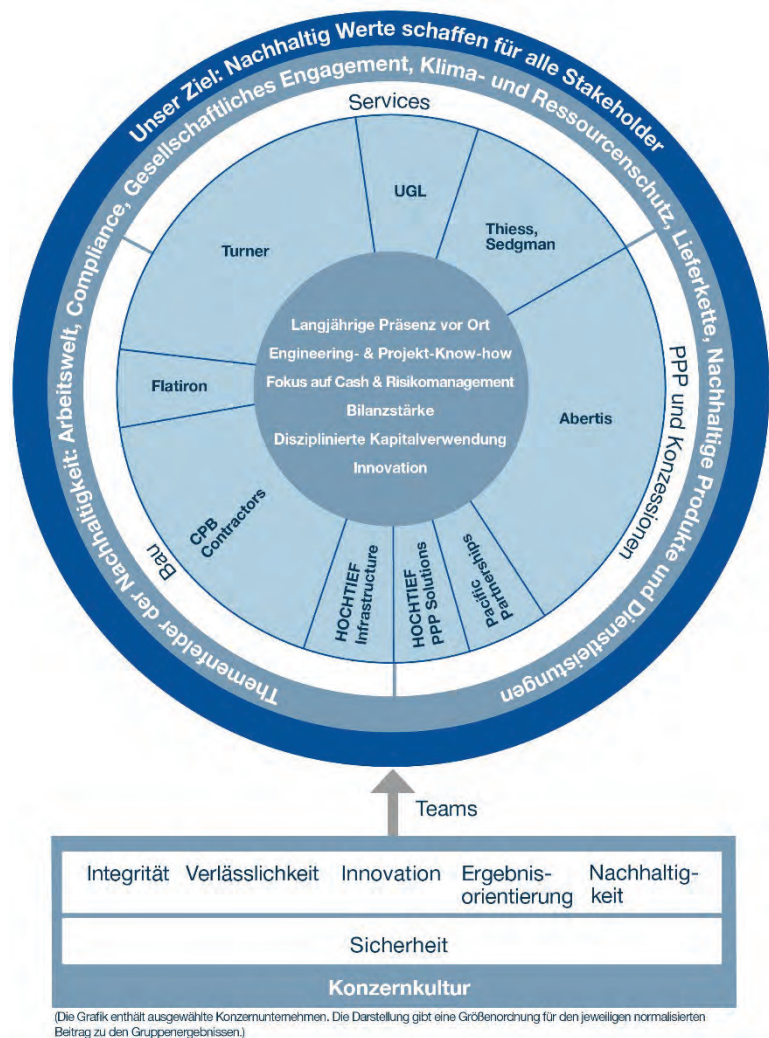 Unser Ziel: Nachhaltig Werte schaffen für alle Stakeholder
Themenfelder der Nachhaltigkeit: Arbeitswelt, Compliance, Gesellschaftliches Engagement, Klima- und Ressourcenschutz, Lieferkette, Nachhaltige Produkte und Dienstleistungen
Services
UGL
Thiess,
Sedgman
Turner
Langjährige Präsenz vor Ort
Engineering- & Projekt-Know-how
Fokus auf Cash & Risikomanagement
Bilanzstärke
Disziplinierte Kapitalverwendung
Innovation
Flatiron
Abertis
PPP und Konzessionen
CPB
Contractors
Bau
HOCHTIEF
Infrastructure
HOCHTIEF
PPP Solutions
Pacific
Partnerships
Teams
Integrität Verlässlichkeit Innovation Ergebnis-
orientierung Nachhaltig-
keit
Sicherheit
Konzernkultur
(Die Grafik enthält ausgewählte Konzernunternehmen. Die Darstellung gibt eine Größenordnung für den jeweiligen normalisierten
Beitrag zu den Gruppenergebnissen.)